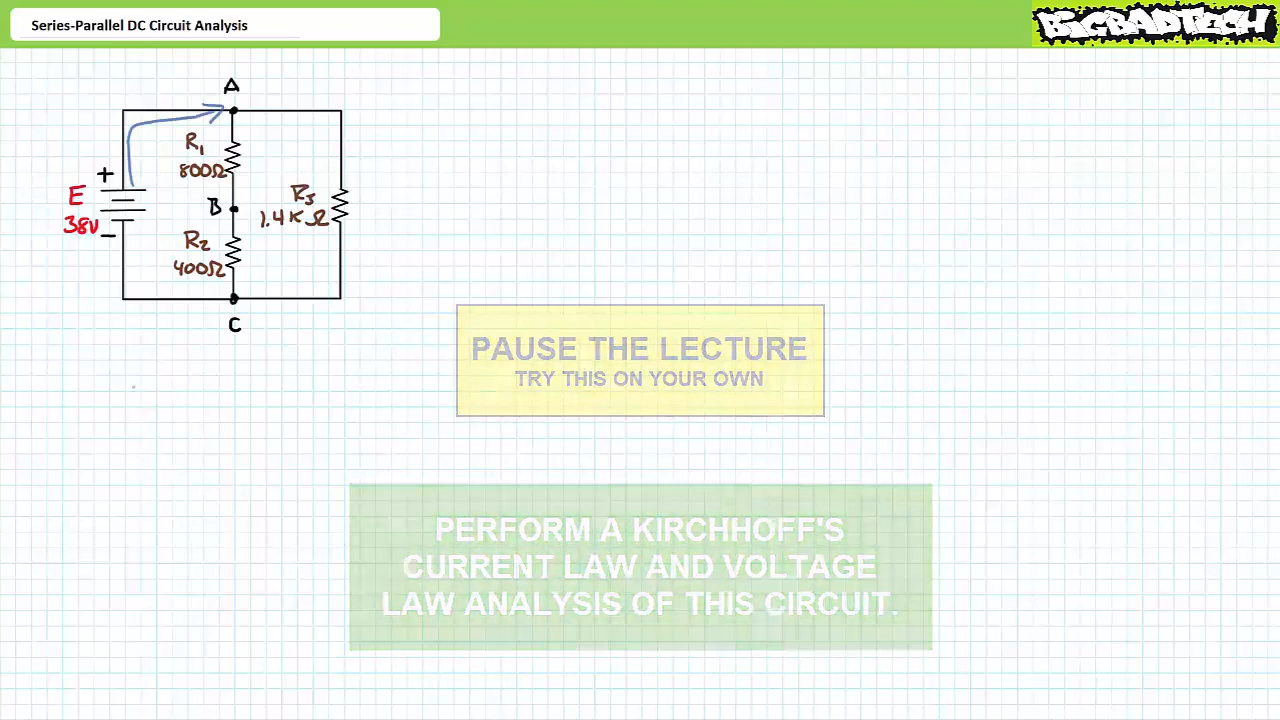 Series-Parallel DC Circuit Analysis
BIGBADTECH
A
R1
800Ω
+
E
38V
−
B
R3
1.4KΩ
R2
400Ω
C
PAUSE THE LECTURE
TRY THIS ON YOUR OWN
PERFORM A KIRCHHOFF'S
CURRENT LAW AND VOLTAGE
LAW ANALYSIS OF THIS CIRCUIT.